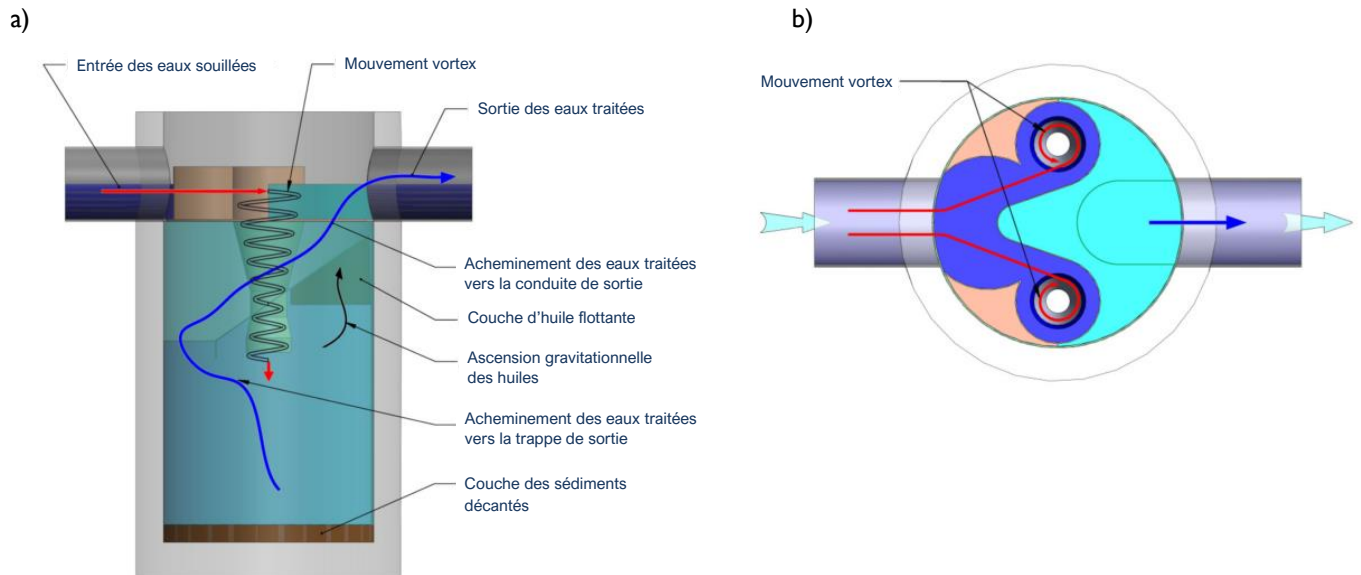 a)
Entrée des eaux souillées
Mouvement vortex
Sortie des eaux traitées
Acheminement des eaux traitées
vers la conduite de sortie
Couche d'huile flottante
Ascension gravitationnelle
des huiles
Acheminement des eaux traitées
vers la trappe de sortie
Couche des sédiments
décantés
b)
Mouvement vortex